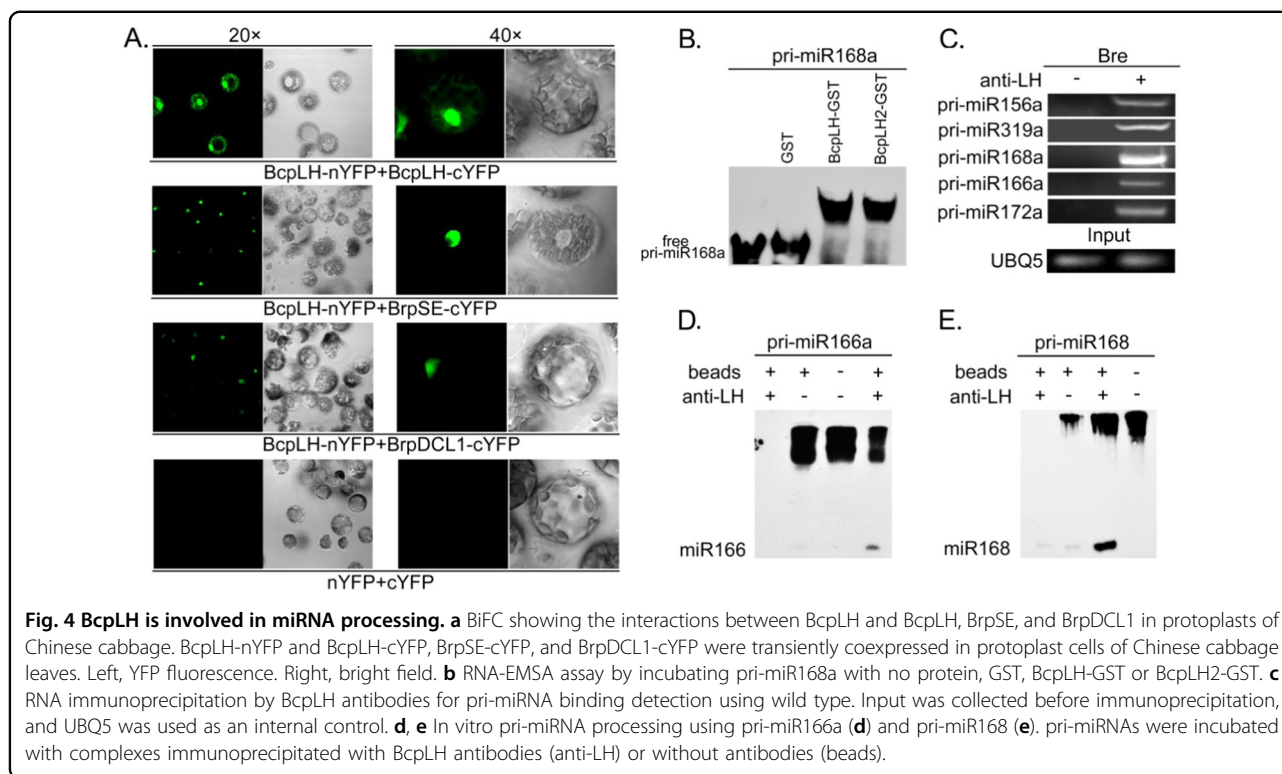 A.
20×
40×
BcpLH-nYFP+BcpLH-cYFP
BcpLH-nYFP+BrpSE-cYFP
BcpLH-nYFP+BrpDCL1-cYFP
nYFP+cYFP
B.
pri-miR168a
GST
BcpLH-GST
BcpLH2-GST
free
pri-miR168a
C.
Bre
anti-LH - +
pri-miR156a
pri-miR319a
pri-miR168a
pri-miR166a
pri-miR172a
Input
UBQ5
D.
pri-miR166a
beads + + - +
anti-LH + - - +
miR166
E.
pri-miR168
beads + + + -
anti-LH + - + -
miR168
Fig. 4 BcpLH is involved in miRNA processing. a BiFC showing the interactions between BcpLH and BcpLH, BrpSE, and BrpDCL1 in protoplasts of
Chinese cabbage. BcpLH-nYFP and BcpLH-cYFP, BrpSE-cYFP, and BrpDCL1-cYFP were transiently coexpressed in protoplast cells of Chinese cabbage
leaves. Left, YFP fluorescence. Right, bright field. b RNA-EMSA assay by incubating pri-miR168a with no protein, GST, BcpLH-GST or BcpLH2-GST. c
RNA immunoprecipitation by BcpLH antibodies for pri-miRNA binding detection using wild type. Input was collected before immunoprecipitation,
and UBQ5 was used as an internal control. d, e In vitro pri-miRNA processing using pri-miR166a (d) and pri-miR168 (e). pri-miRNAs were incubated
with complexes immunoprecipitated with BcpLH antibodies (anti-LH) or without antibodies (beads).